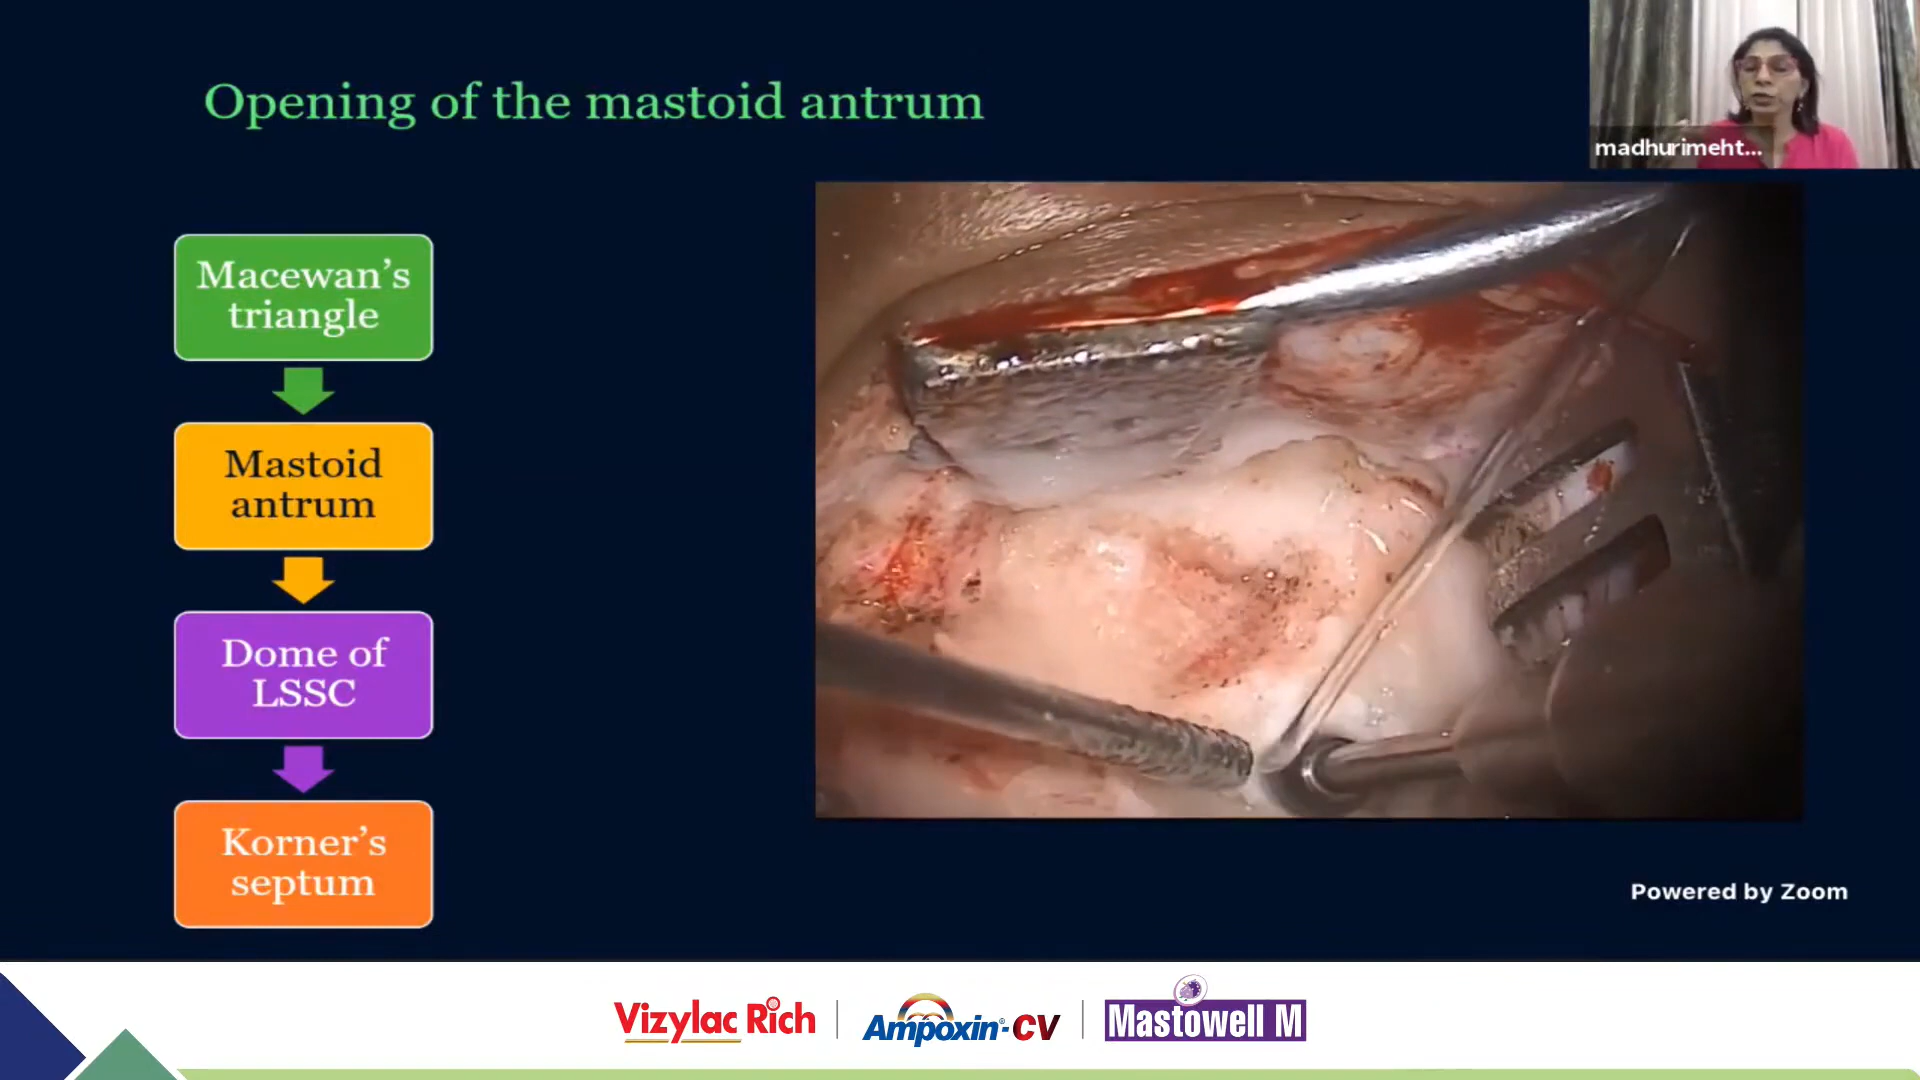 Opening of the mastoid antrum
madhurimeht...
Macewan’s
triangle
Mastoid
antrum
Dome of
LSSC
Korner’s
septum
Powered by Zoom
Vizylac Rich
Ampoxin®-CV
Mastowell M